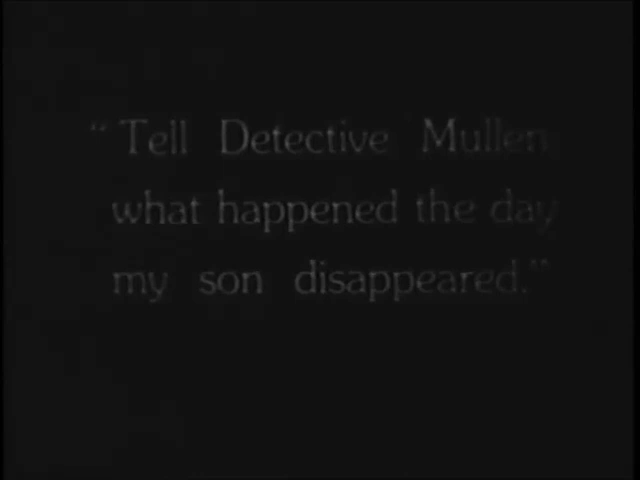 “Tell Detective Mullen
what happened the day
my son disappeared.”